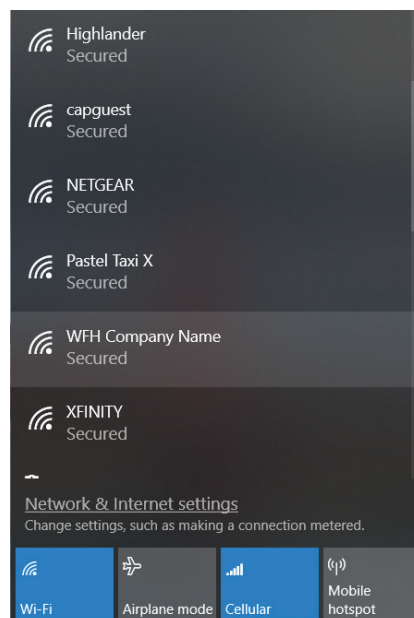 Highlander
Secured
capguest
Secured
NETGEAR
Secured
Pastel Taxi X
Secured
WFH Company Name
Secured
XFINITY
Secured
Network & Internet settings
Change settings, such as making a connection metered.
Wi-Fi
Airplane mode
Cellular
Mobile
hotspot